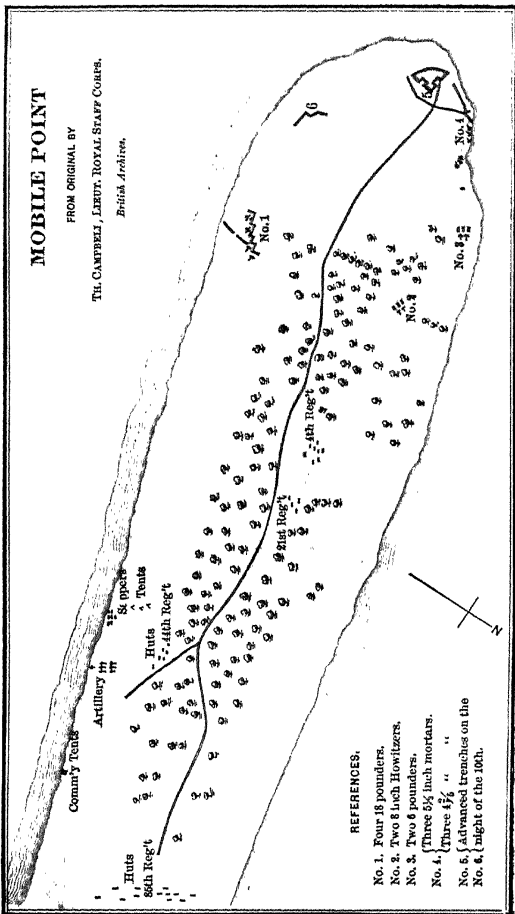 MOBILE POINT
FROM ORIGINAL BY
TH. CAMPBELL, LIEUT. ROYAL STAFF CORPS.
British Archives.
6
5
No. 1
No. 4
No. 3
No. 2
4th Reg't
21st Reg't
Sappers
Tents
Huts
44th Reg't
Artillery
Comm'y Tents
Huts
85th Reg't
N
REFERENCES.
No. 1. Four 18 pounders.
No. 2. Two 8 inch Howitzers.
No. 3. Two 6 pounders.
No. 4. {Three 5½ inch mortars.
{Three 4 2/5 " "
No. 5. {Advanced trenches on the
No. 6. {night of the 10th.